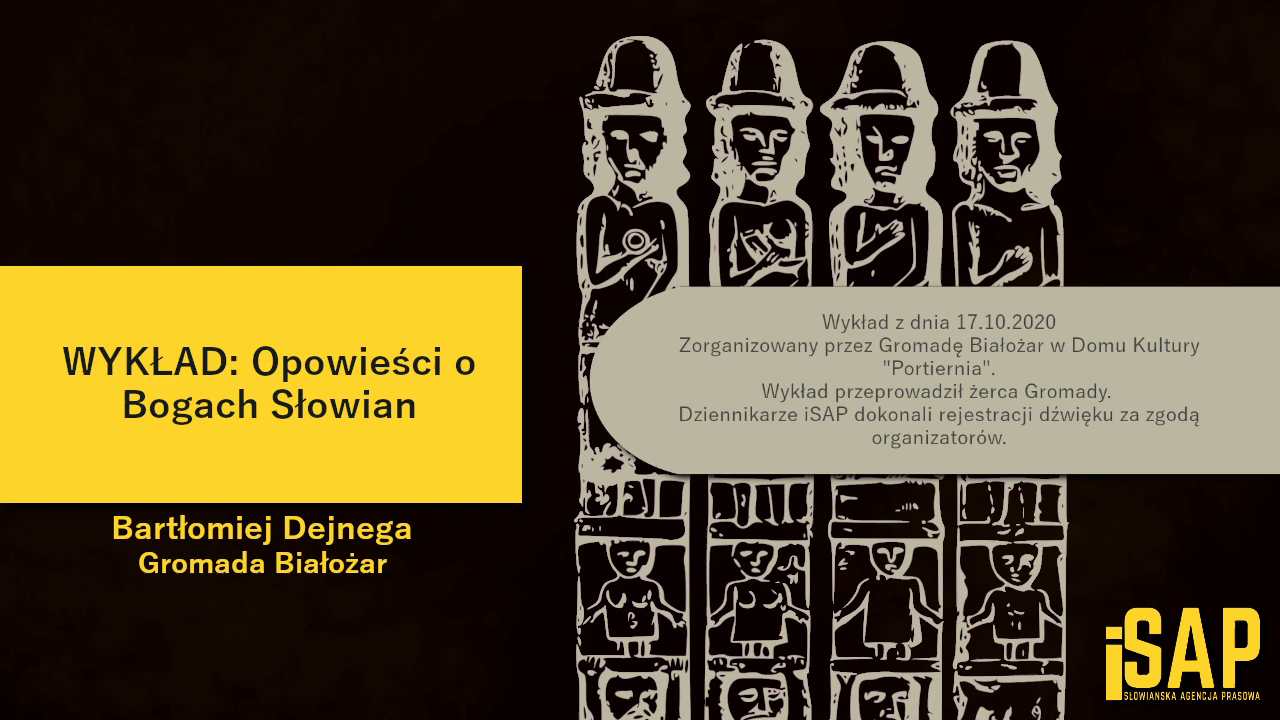 WYKŁAD: Opowieści o
Bogach Słowian
Bartłomiej Dejnega
Gromada Białożar
Wykład z dnia 17.10.2020
Zorganizowany przez Gromadę Białożar w Domu Kultury
"Portiernia".
Wykład przeprowadził żerca Gromady.
Dziennikarze iSAP dokonali rejestracji dźwięku za zgodą
organizatorów.
iSAP
SŁOWIAŃSKA AGENCJA PRASOWA